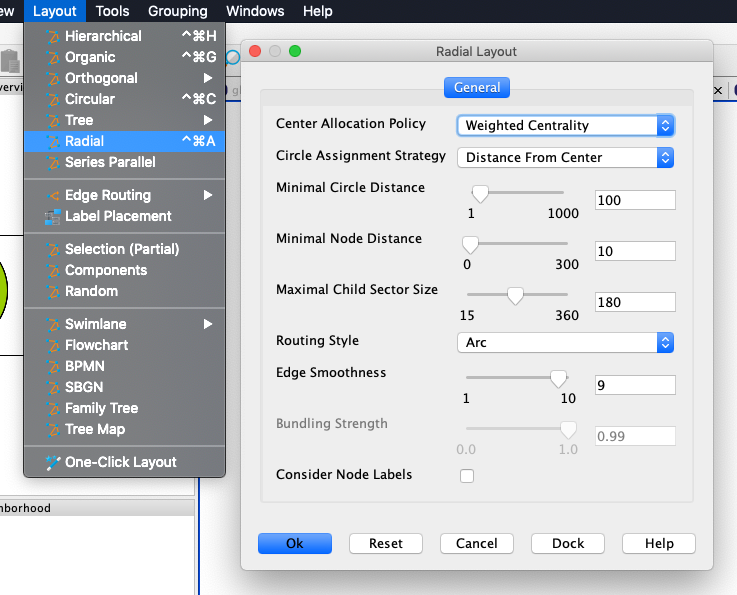 ew Layout Tools Grouping Windows Help
Hierarchical ^⌘H
Organic ^⌘G
Orthogonal ▶
Circular ^⌘C
Tree ▶
Radial ^⌘A
Series Parallel
Edge Routing ▶
Label Placement
Selection (Partial)
Components
Random
Swimlane ▶
Flowchart
BPMN
SBGN
Family Tree
Tree Map
One-Click Layout
vervi
nborhood
Radial Layout
General
Center Allocation Policy Weighted Centrality
Circle Assignment Strategy Distance From Center
Minimal Circle Distance 100
1 1000
Minimal Node Distance 10
0 300
Maximal Child Sector Size 180
15 360
Routing Style Arc
Edge Smoothness 9
1 10
Bundling Strength 0.99
0.0 1.0
Consider Node Labels
Ok Reset Cancel Dock Help